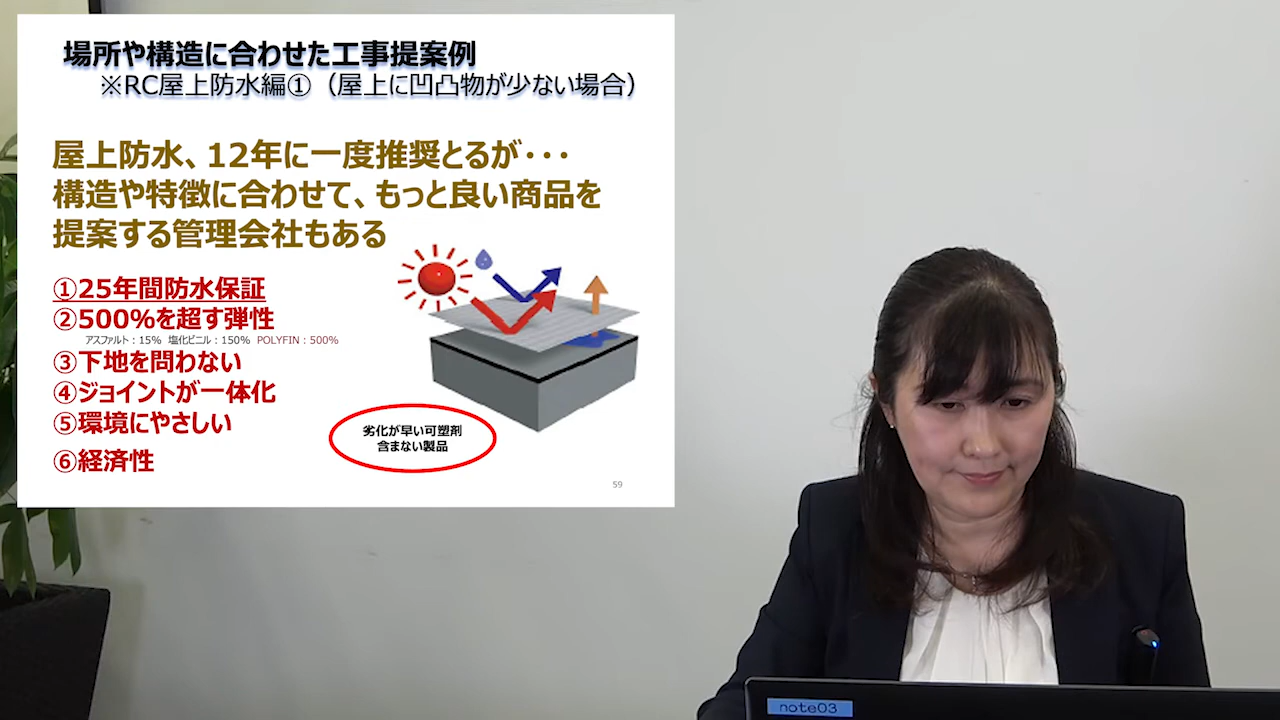 場所や構造に合わせた工事提案例
※RC屋上防水編①（屋上に凹凸物が少ない場合）
屋上防水、12年に一度推奨とるが・・・
構造や特徴に合わせて、もっと良い商品を
提案する管理会社もある
①25年間防水保証
②500%を超す弾性
アスファルト：15% 塩化ビニル：150% POLYFIN：500%
③下地を問わない
④ジョイントが一体化
⑤環境にやさしい
⑥経済性
劣化が早い可塑剤
含まない製品
59
note03